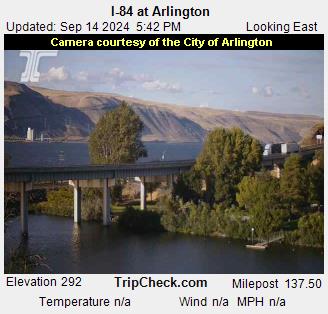 I-84 at Arlington
Updated: Sep 14 2024 5:42 PM Looking East
Camera courtesy of the City of Arlington
Elevation 292 TripCheck.com Milepost 137.50
Temperature n/a Wind n/a MPH n/a